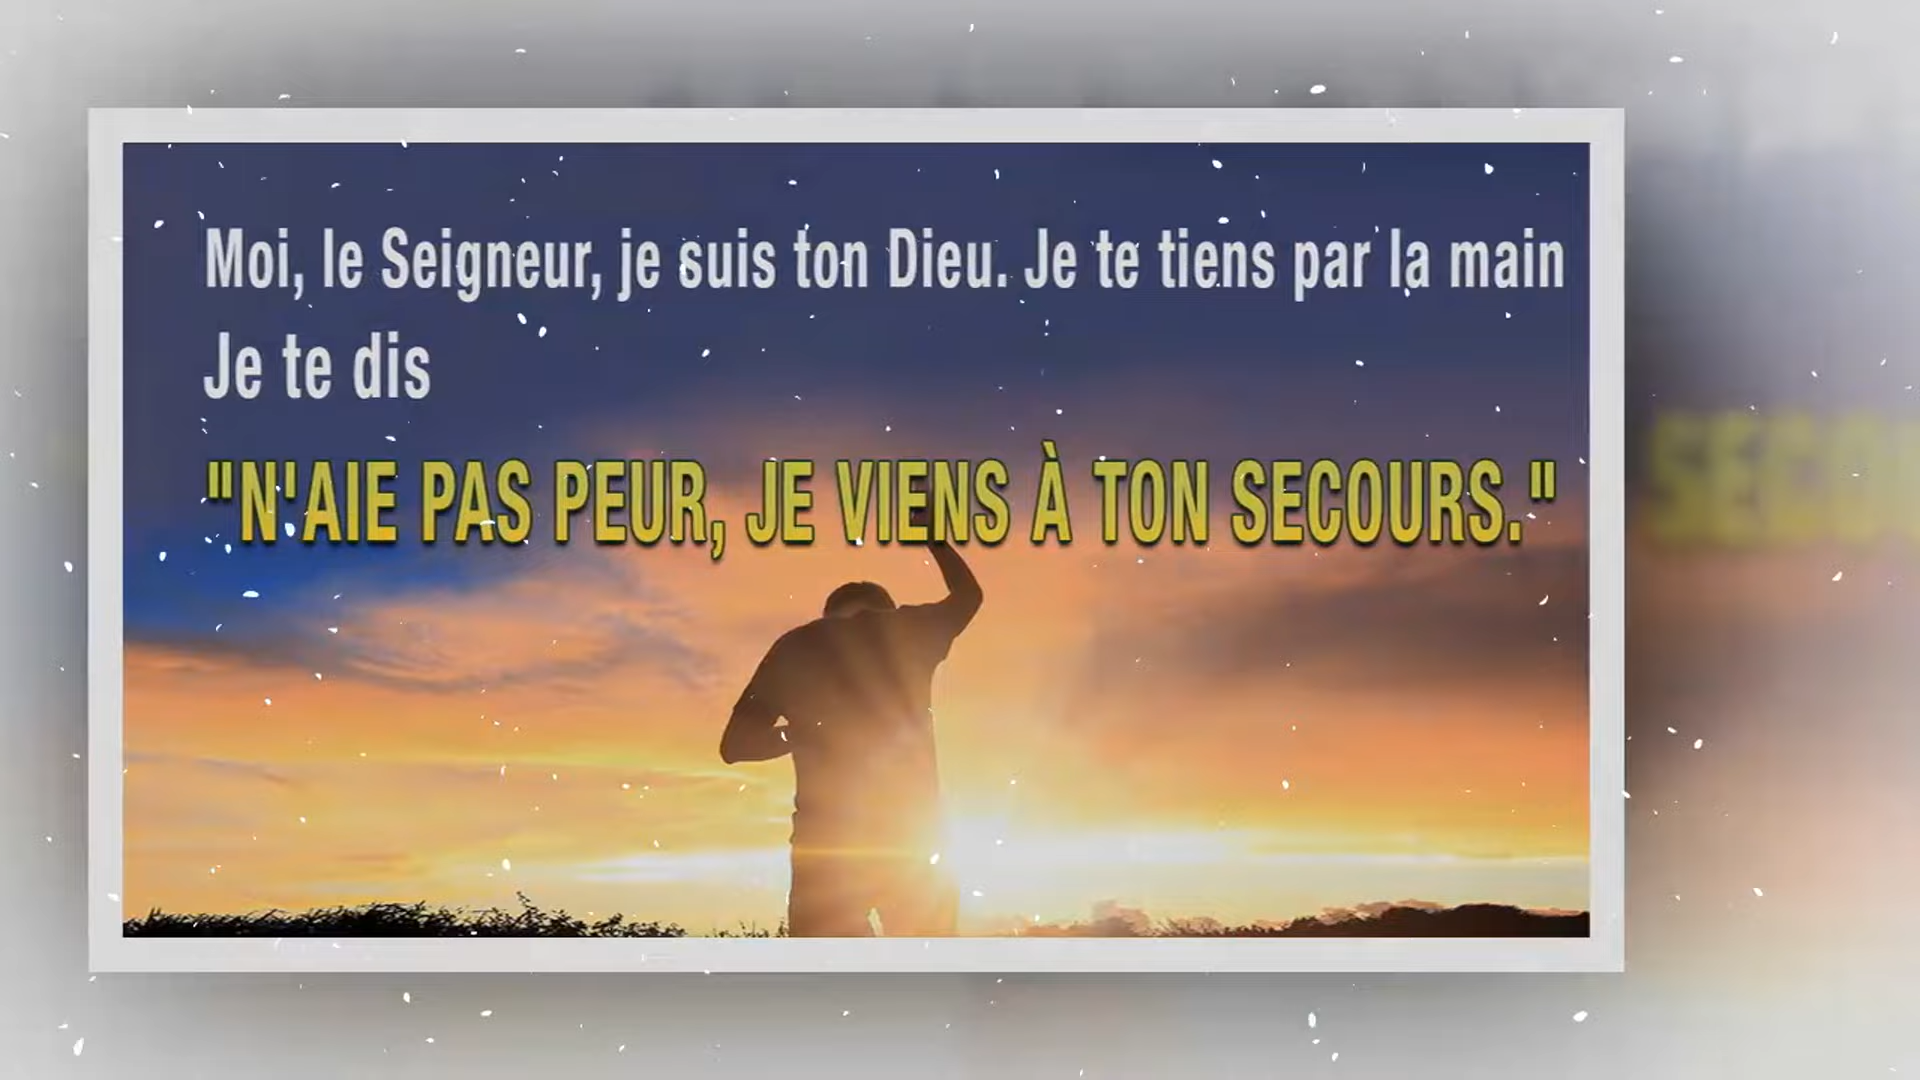 Moi, le Seigneur, je suis ton Dieu. Je te tiens par la main
Je te dis
"N'AIE PAS PEUR, JE VIENS À TON SECOURS."